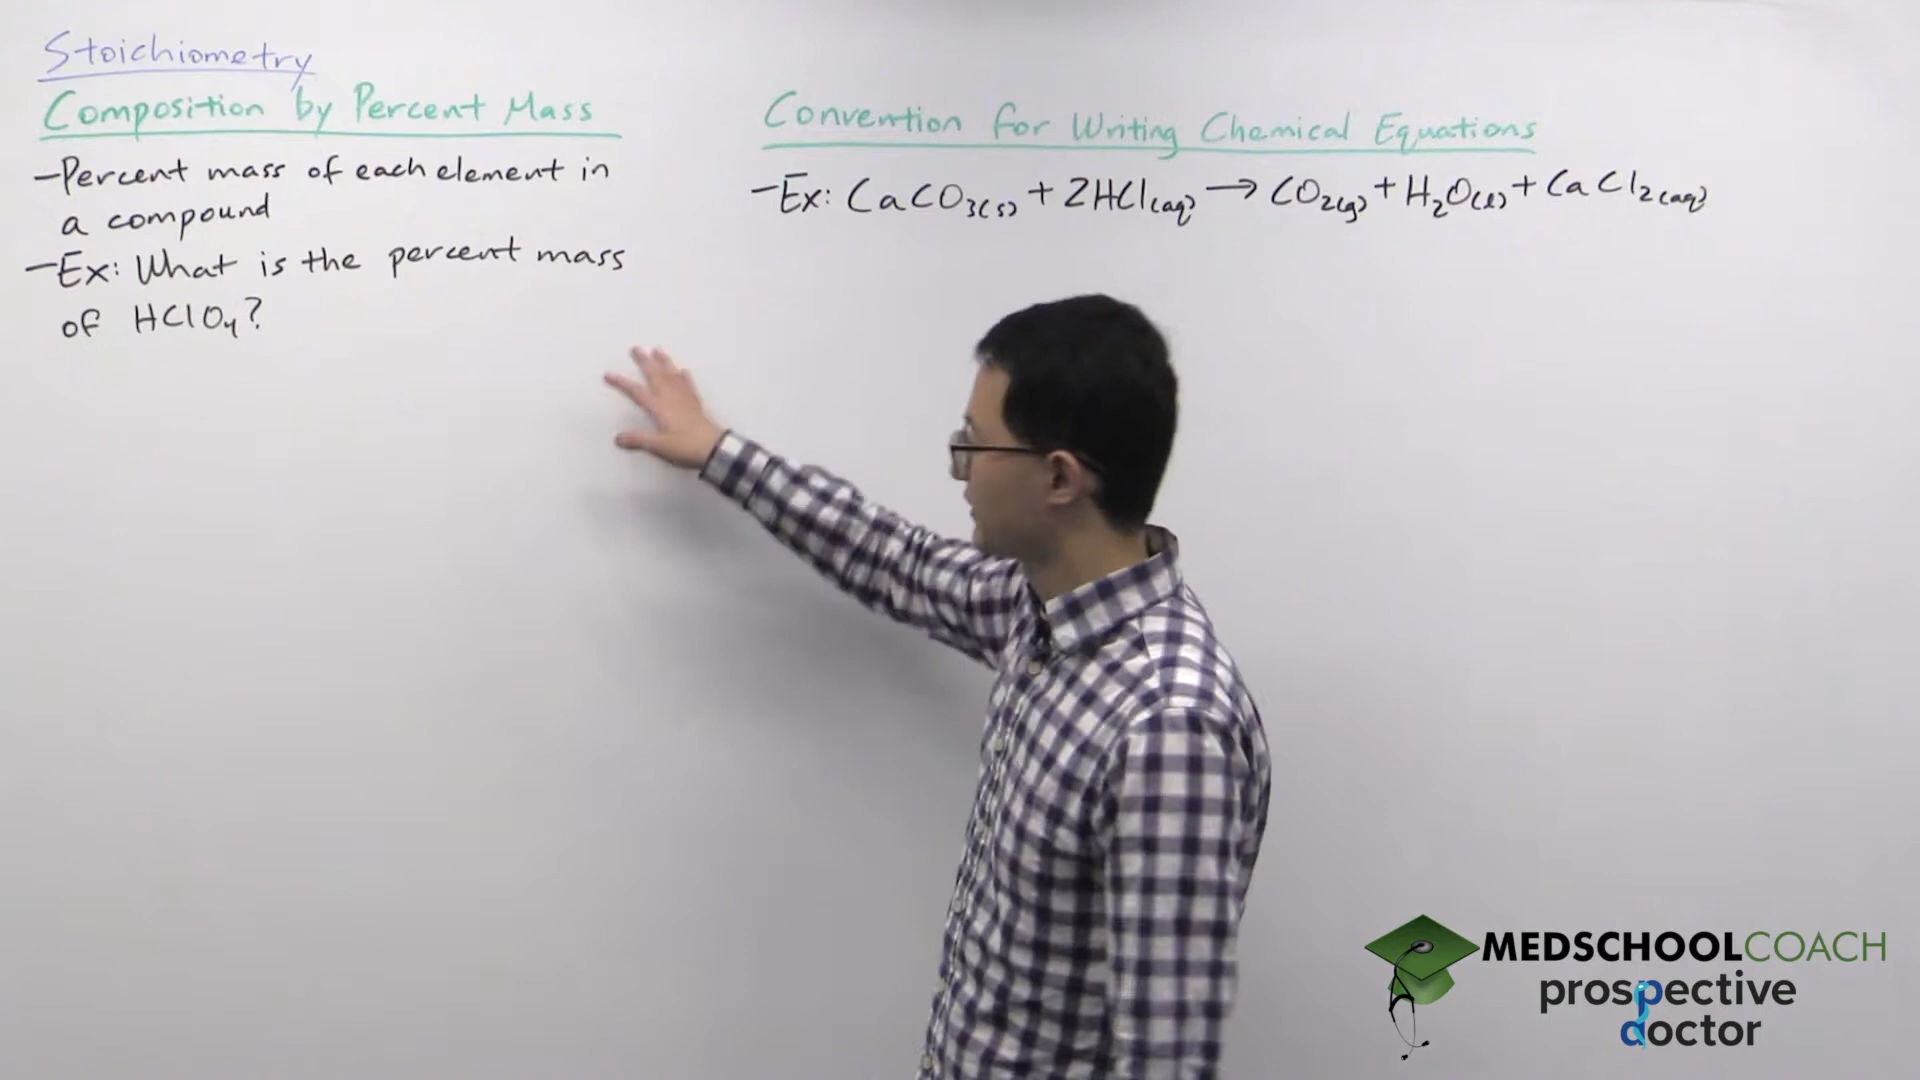 Stoichiometry
Composition by Percent Mass
-Percent mass of each element in
a compound
-Ex: What is the percent mass
of HClO₄?
Convention for Writing Chemical Equations
-Ex: CaCO₃(s) + 2HCl(aq) → CO₂(g) + H₂O(l) + CaCl₂(aq)
MEDSCHOOLCOACH
prospective
doctor